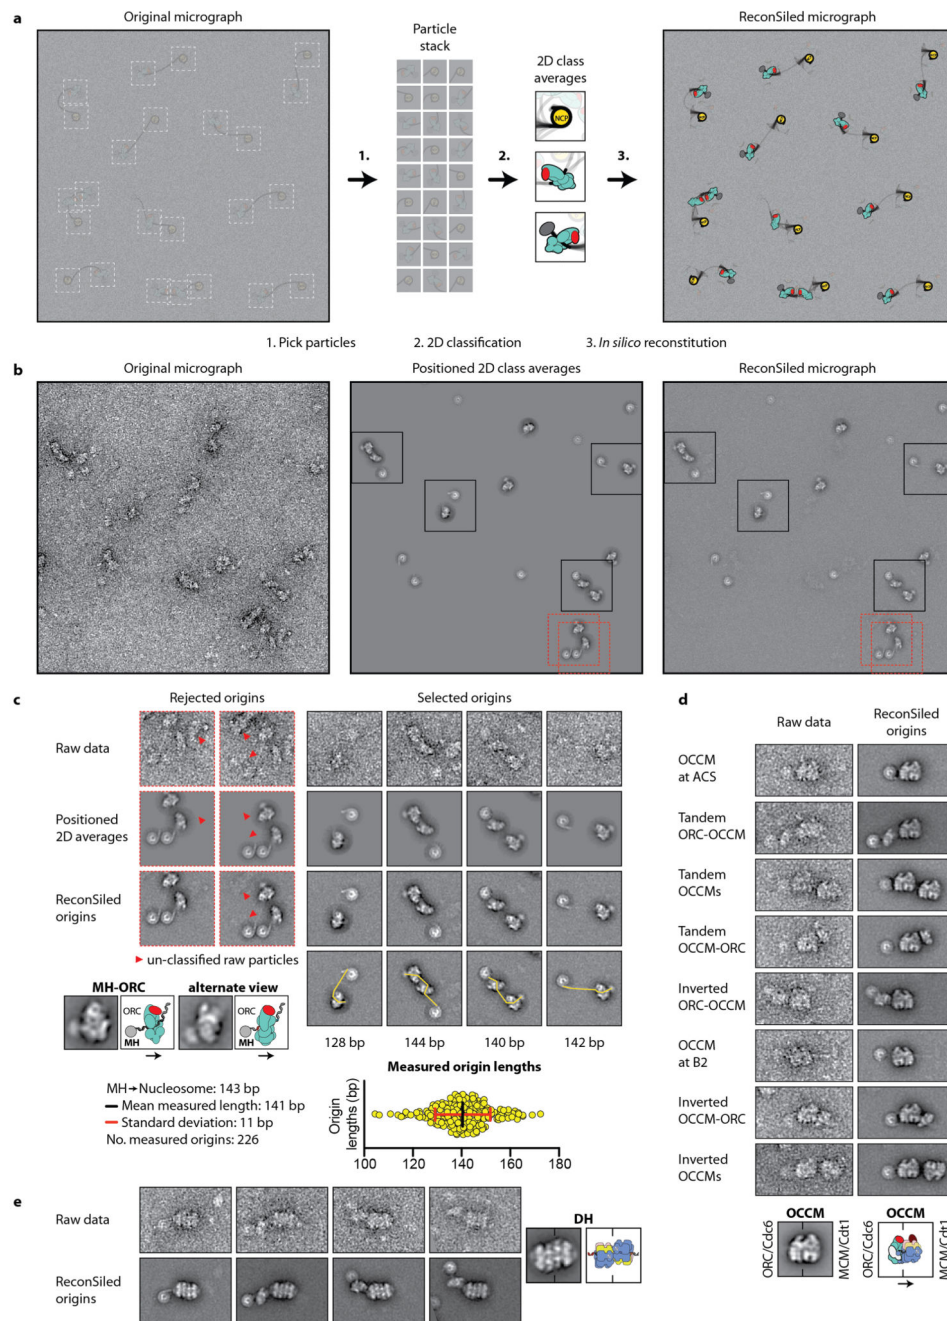 a
Original micrograph
Particle
stack
2D class
averages
ReconSiled micrograph
NCP
1.
2.
3.
1. Pick particles
2. 2D classification
3. In silico reconstitution
b
Original micrograph
Positioned 2D class averages
ReconSiled micrograph
c
Rejected origins
Selected origins
Raw data
Positioned
2D averages
ReconSiled
origins
un-classified raw particles
MH-ORC
alternate view
ORC
MH
ORC
MH
128 bp
144 bp
140 bp
142 bp
MH→Nucleosome: 143 bp
Mean measured length: 141 bp
Standard deviation: 11 bp
No. measured origins: 226
Measured origin lengths
Origin
lengths (bp)
100
120
140
160
180
d
Raw data
ReconSiled
origins
OCCM
at ACS
Tandem
ORC-OCCM
Tandem
OCCMs
Tandem
OCCM-ORC
Inverted
ORC-OCCM
OCCM
at B2
Inverted
OCCM-ORC
Inverted
OCCMs
OCCM
OCCM
ORC/Cdc6
MCM/Cdt1
ORC/Cdc6
MCM/Cdt1
e
Raw data
ReconSiled
origins
DH